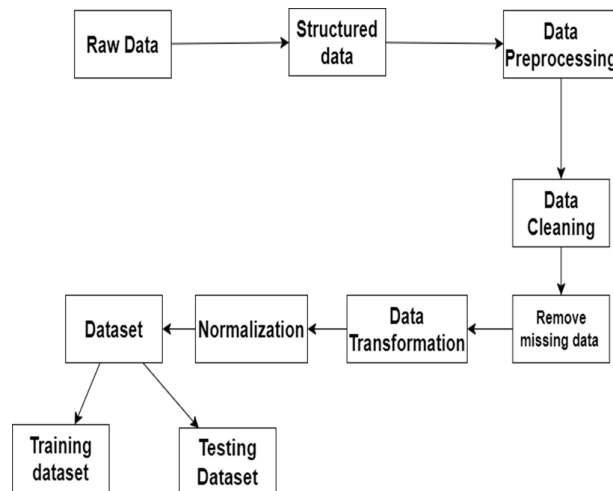 Raw Data
Structured
data
Data
Preprocessing
Data
Cleaning
Remove
missing data
Data
Transformation
Normalization
Dataset
Training
dataset
Testing
Dataset